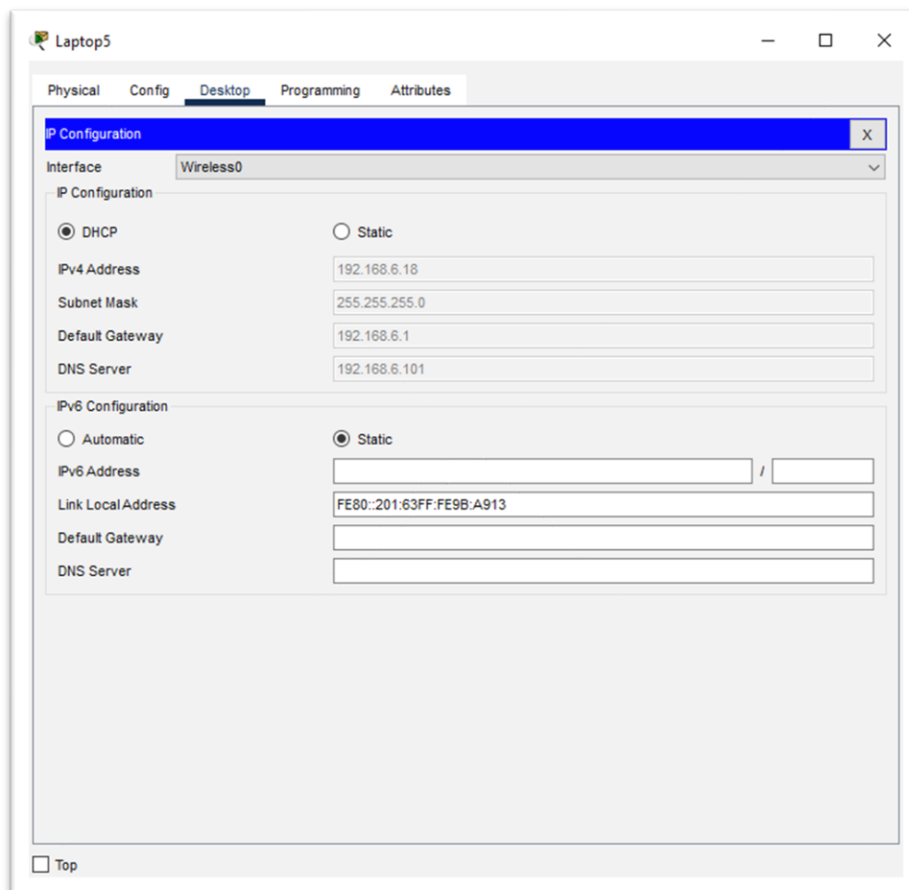 Laptop5
Physical Config Desktop Programming Attributes
IP Configuration X
Interface Wireless0
IP Configuration
DHCP Static
IPv4 Address 192.168.6.18
Subnet Mask 255.255.255.0
Default Gateway 192.168.6.1
DNS Server 192.168.6.101
IPv6 Configuration
Automatic Static
IPv6 Address /
Link Local Address FE80::201:63FF:FE9B:A913
Default Gateway
DNS Server
Top